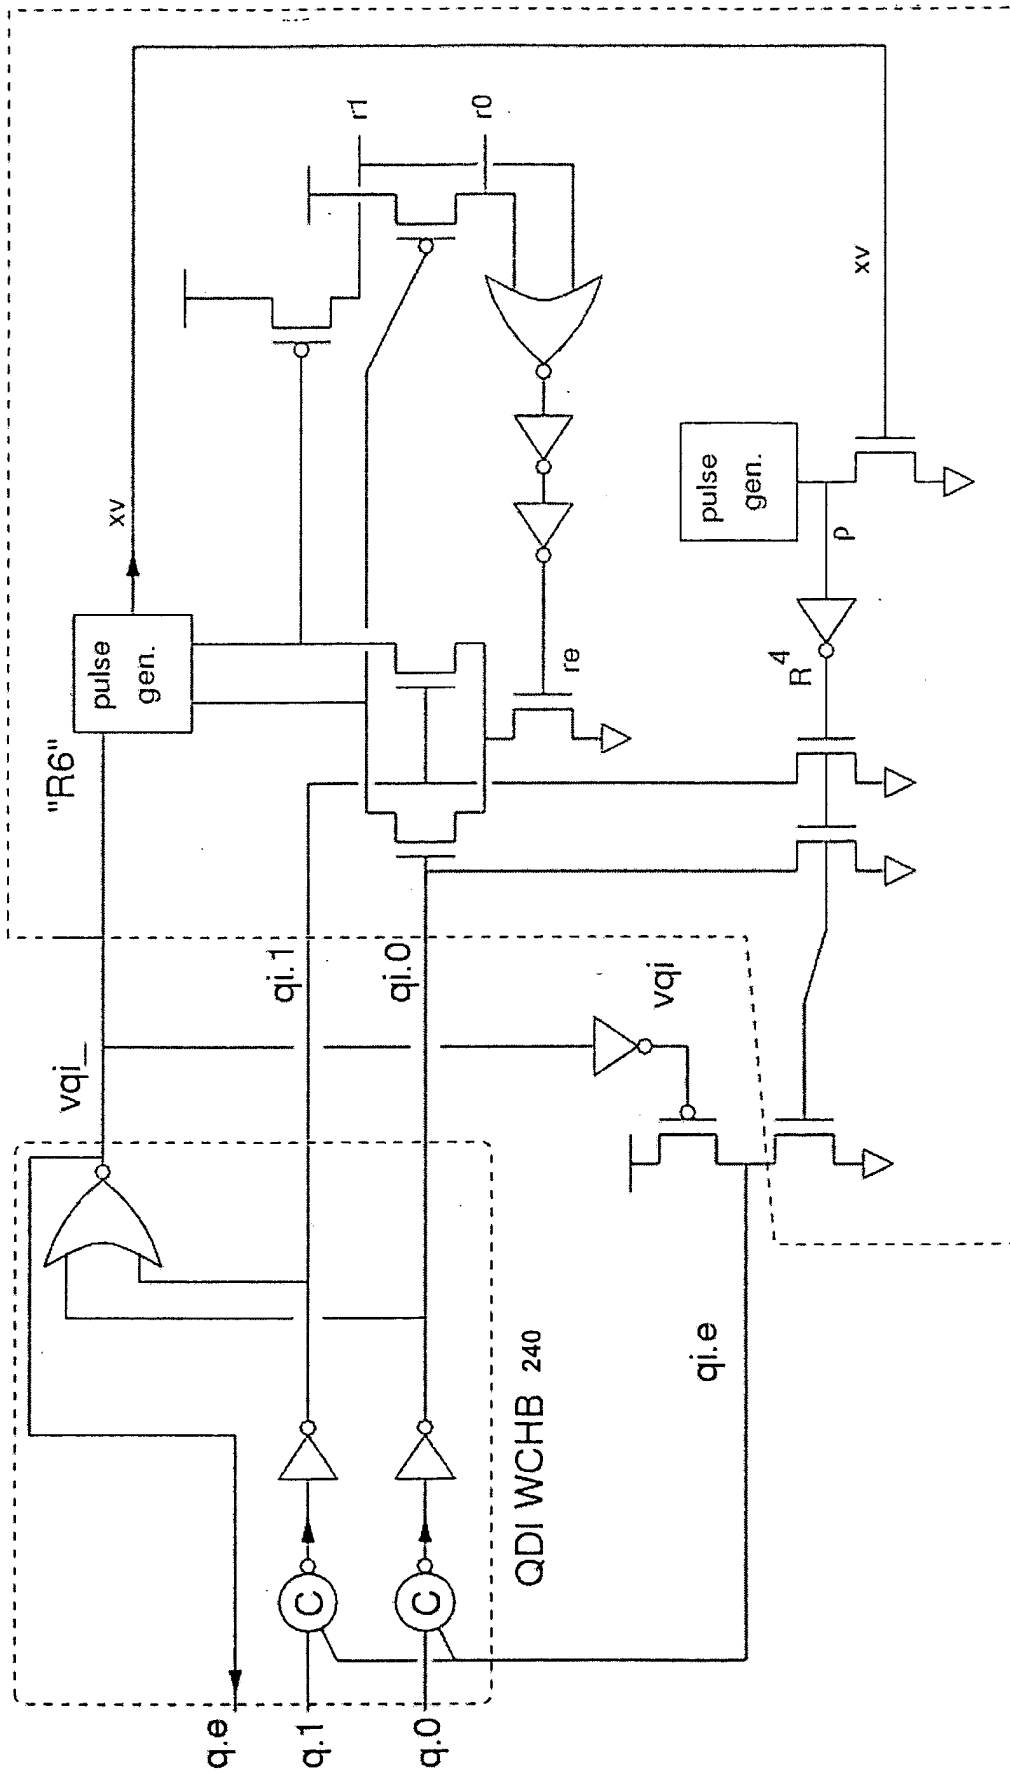 q.e
q.1
q.0
C
C
QDI WCHB 240
qi.e
vqi_
vqi
qi.1
qi.0
"R6"
pulse
gen.
xv
re
R4
ρ
pulse
gen.
xv
r1
r0